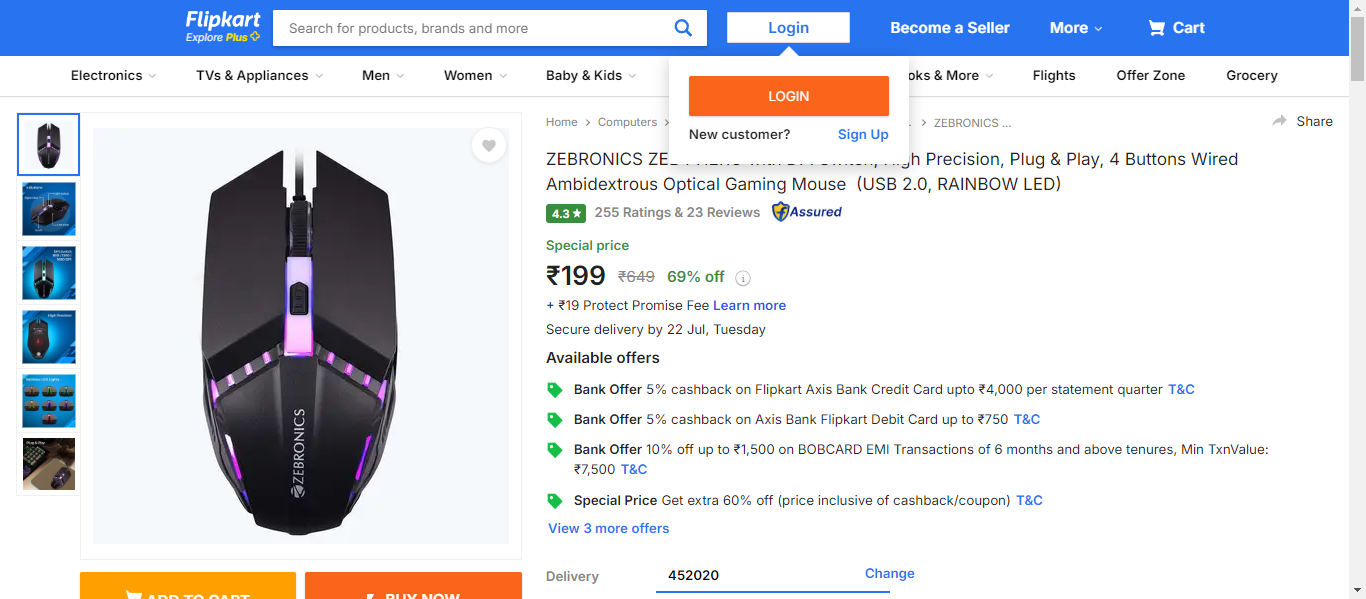 Flipkart
Explore Plus
Search for products, brands and more
Login
Become a Seller
More
Cart
Electronics
TVs & Appliances
Men
Women
Baby & Kids
oks & More
Flights
Offer Zone
Grocery
LOGIN
New customer? Sign Up
Home
Computers
ZEBRONICS ...
Share
ZEBRONICS High Precision, Plug & Play, 4 Buttons Wired
Ambidextrous Optical Gaming Mouse (USB 2.0, RAINBOW LED)
4.3 255 Ratings & 23 Reviews Assured
Special price
₹199 ₹649 69% off
+ ₹19 Protect Promise Fee Learn more
Secure delivery by 22 Jul, Tuesday
Available offers
Bank Offer 5% cashback on Flipkart Axis Bank Credit Card upto ₹4,000 per statement quarter T&C
Bank Offer 5% cashback on Axis Bank Flipkart Debit Card up to ₹750 T&C
Bank Offer 10% off up to ₹1,500 on BOBCARD EMI Transactions of 6 months and above tenures, Min TxnValue:
₹7,500 T&C
Special Price Get extra 60% off (price inclusive of cashback/coupon) T&C
View 3 more offers
Delivery
452020
Change
ZEBRONICS
ADD TO CART
BUY NOW